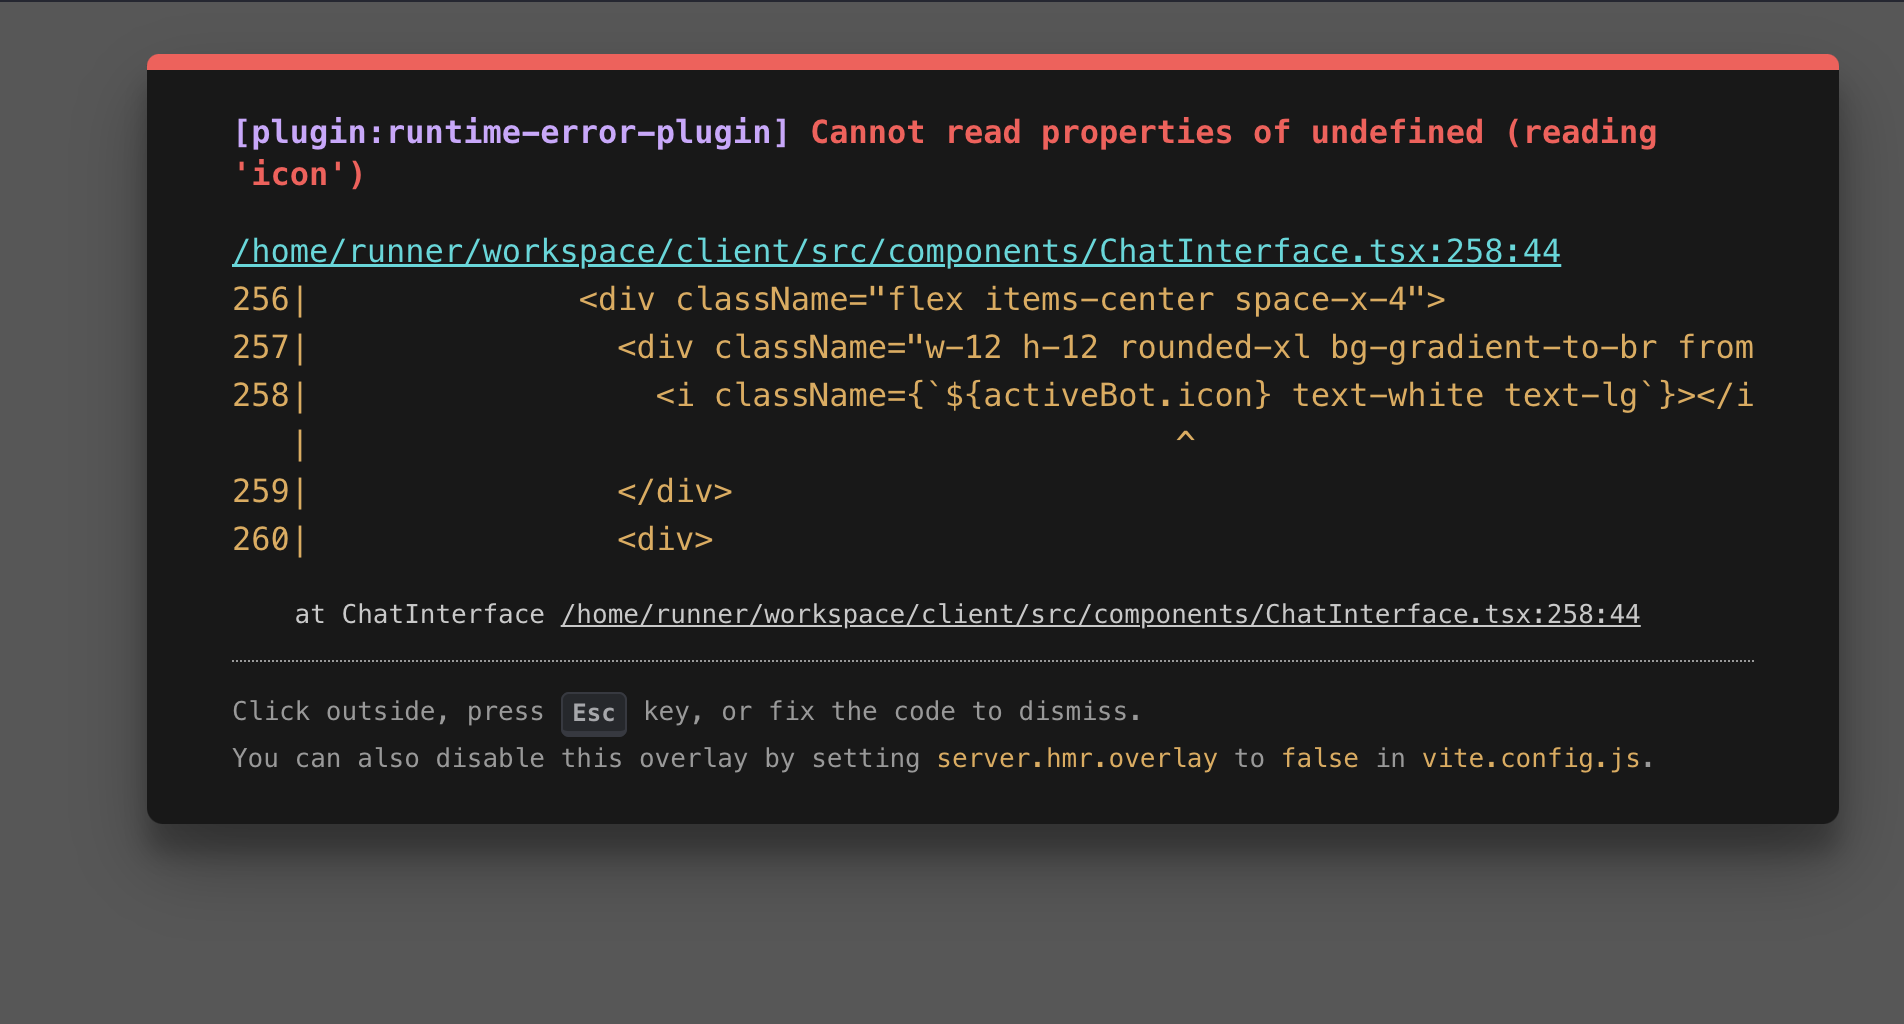 [plugin:runtime-error-plugin] Cannot read properties of undefined (reading
'icon')
/home/runner/workspace/client/src/components/ChatInterface.tsx:258:44
256|              <div className="flex items-center space-x-4">
257|                <div className="w-12 h-12 rounded-xl bg-gradient-to-br from
258|                  <i className={`${activeBot.icon} text-white text-lg`}></i
   |                                             ^
259|                </div>
260|                <div>
at ChatInterface /home/runner/workspace/client/src/components/ChatInterface.tsx:258:44
Click outside, press Esc key, or fix the code to dismiss.
You can also disable this overlay by setting server.hmr.overlay to false in vite.config.js.